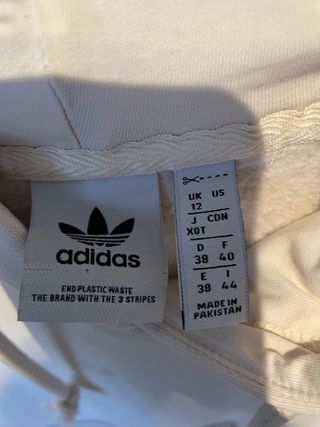 adidas
END PLASTIC WASTE
THE BRAND WITH THE 3 STRIPES
UK US
12
J CDN
XOT
D F
38 40
E I
38 44
MADE IN
PAKISTAN